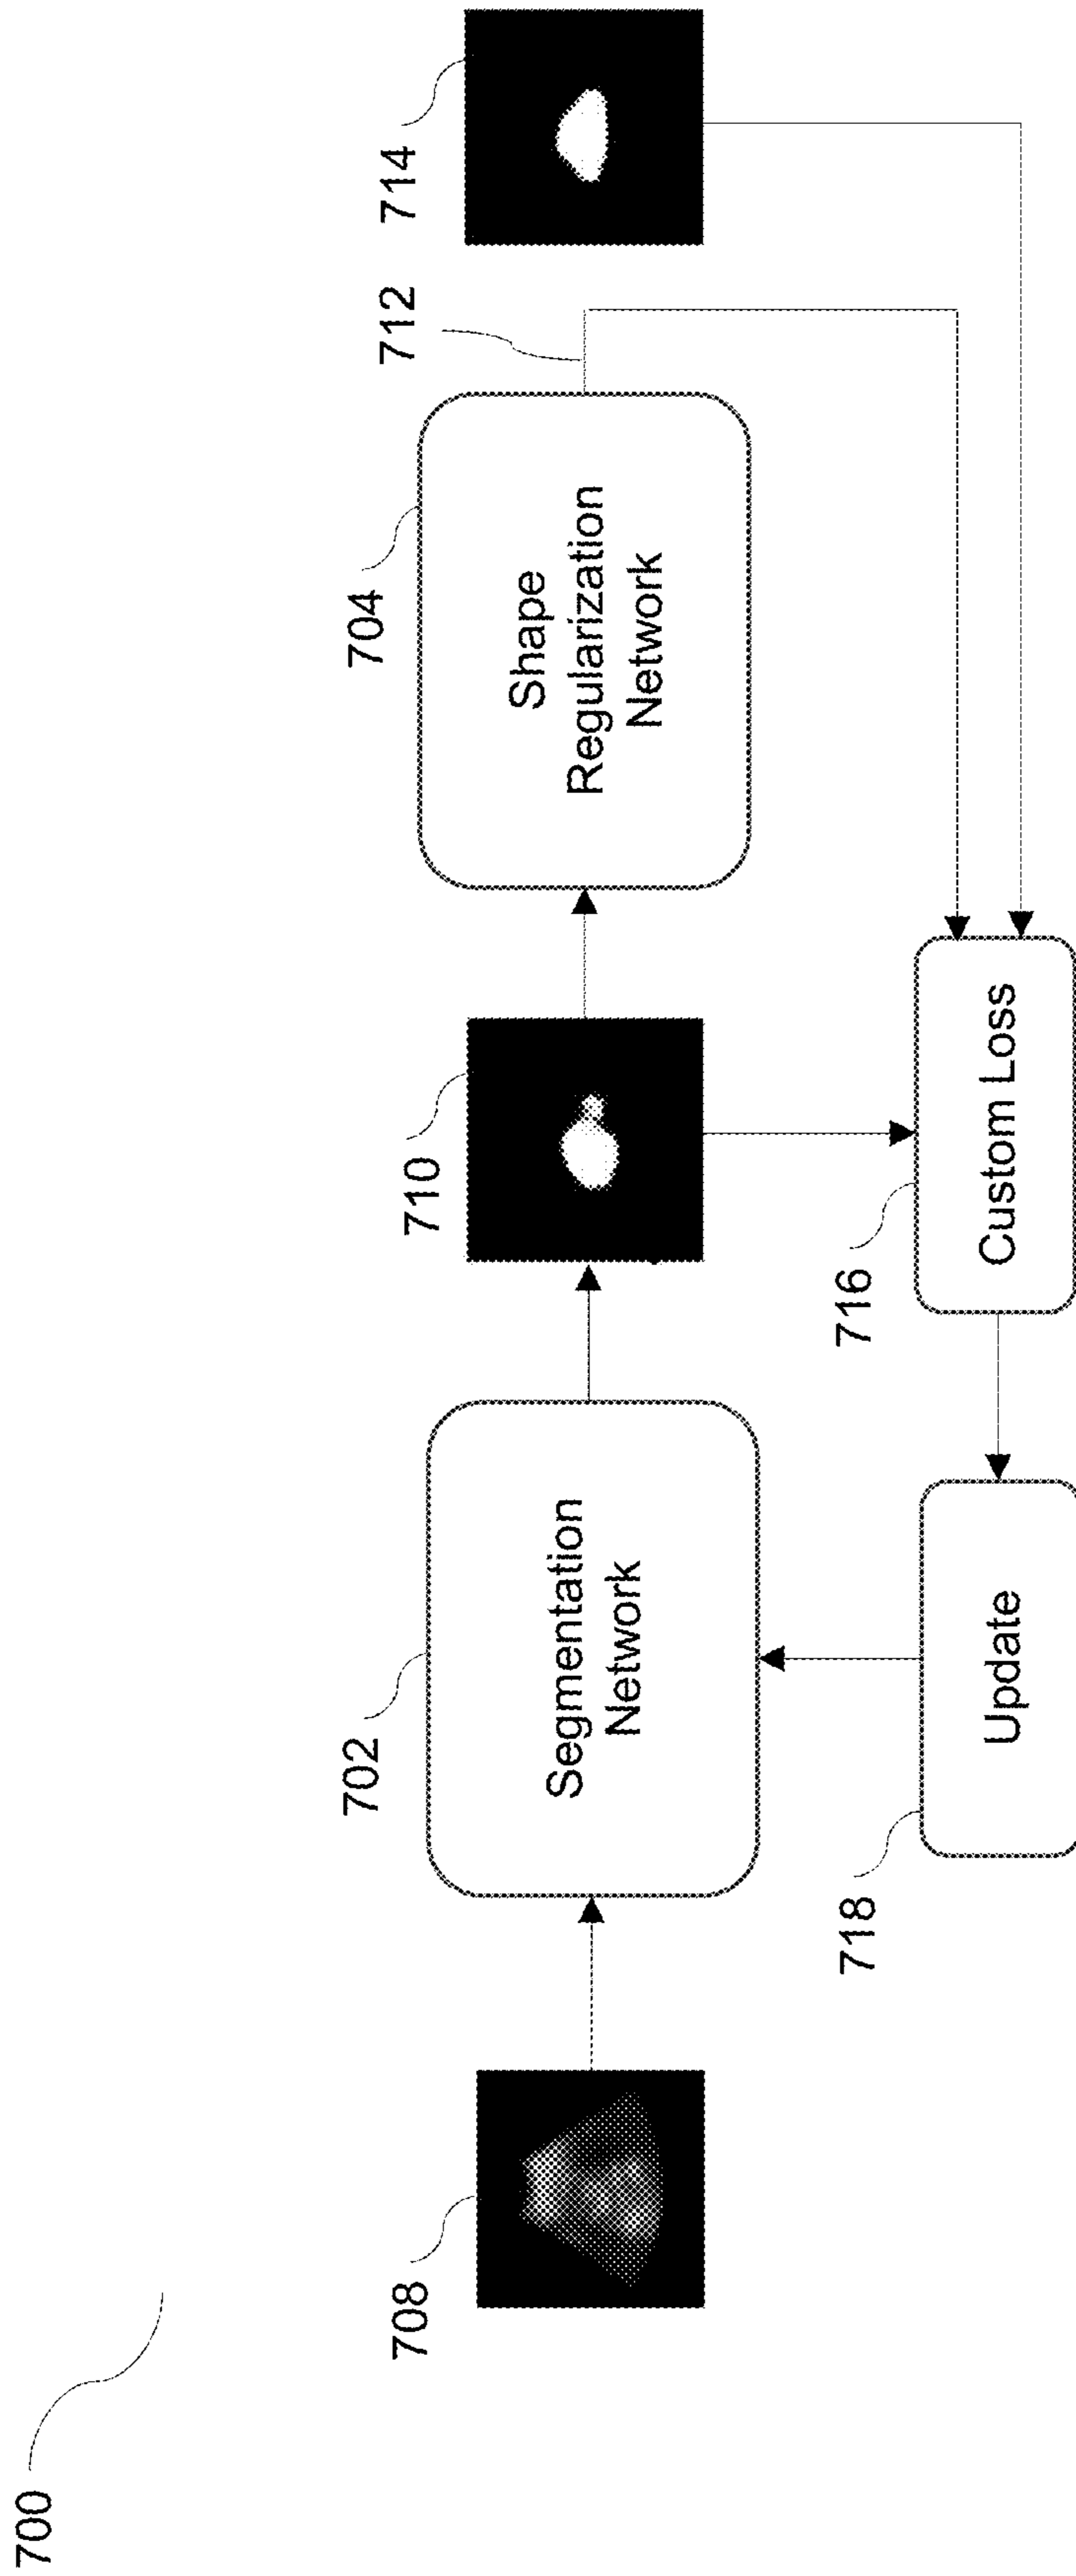 700
708
702
Segmentation
Network
710
704
Shape
Regularization
Network
712
714
718
Update
716
Custom Loss